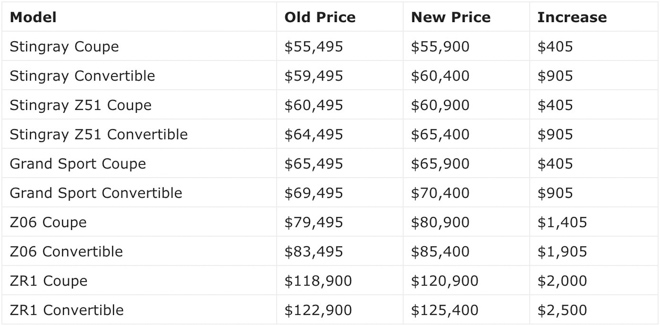 Model Old Price New Price Increase
Stingray Coupe $55,495 $55,900 $405
Stingray Convertible $59,495 $60,400 $905
Stingray Z51 Coupe $60,495 $60,900 $405
Stingray Z51 Convertible $64,495 $65,400 $905
Grand Sport Coupe $65,495 $65,900 $405
Grand Sport Convertible $69,495 $70,400 $905
Z06 Coupe $79,495 $80,900 $1,405
Z06 Convertible $83,495 $85,400 $1,905
ZR1 Coupe $118,900 $120,900 $2,000
ZR1 Convertible $122,900 $125,400 $2,500